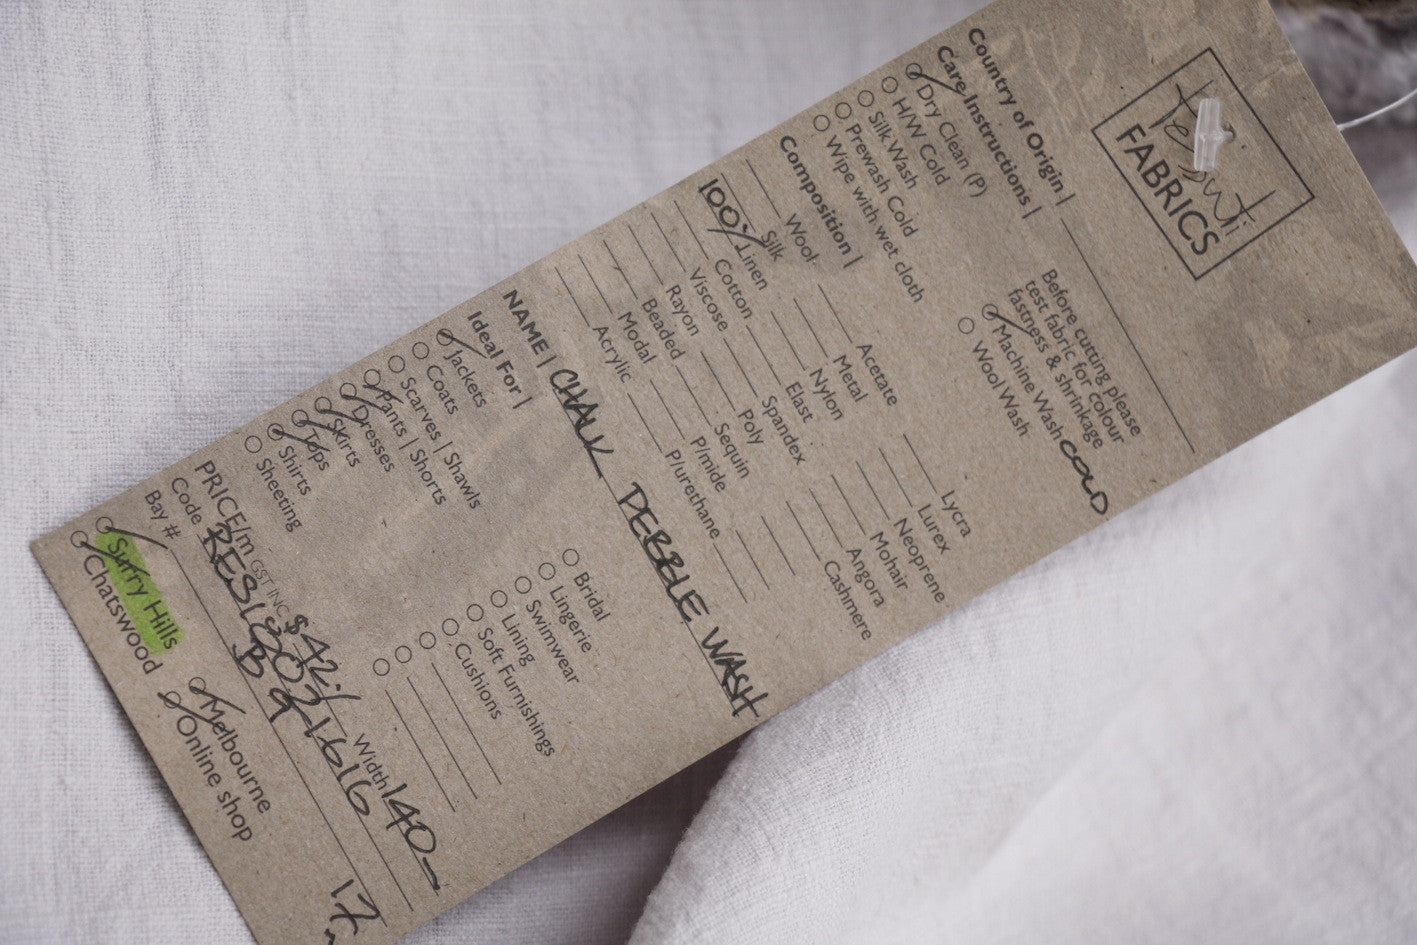 Tessuti
FABRICS
Country of Origin |
Care Instructions |
Dry Clean (P)
H/W Cold
Silk Wash
Prewash Cold
Wipe with wet cloth
Before cutting please
test fabric for colour
fastness & shrinkage
Machine Wash COLD
Wool Wash
Composition |
Wool
Silk
100% Linen
Cotton
Viscose
Rayon
Beaded
Modal
Acrylic
Acetate
Metal
Nylon
Elast
Spandex
Poly
Sequin
P/mide
P/urethane
Lycra
Lurex
Neoprene
Mohair
Angora
Cashmere
NAME | CHALK PEBBLE WASH
Ideal For |
Jackets
Coats
Scarves | Shawls
Pants | Shorts
Dresses
Skirts
Tops
Shirts
Sheeting
Bridal
Lingerie
Swimwear
Lining
Soft Furnishings
Cushions
PRICE/m GST INC $42 Width 140
Code
Bay # B9
Surry Hills
Chatswood
Melbourne
Online shop